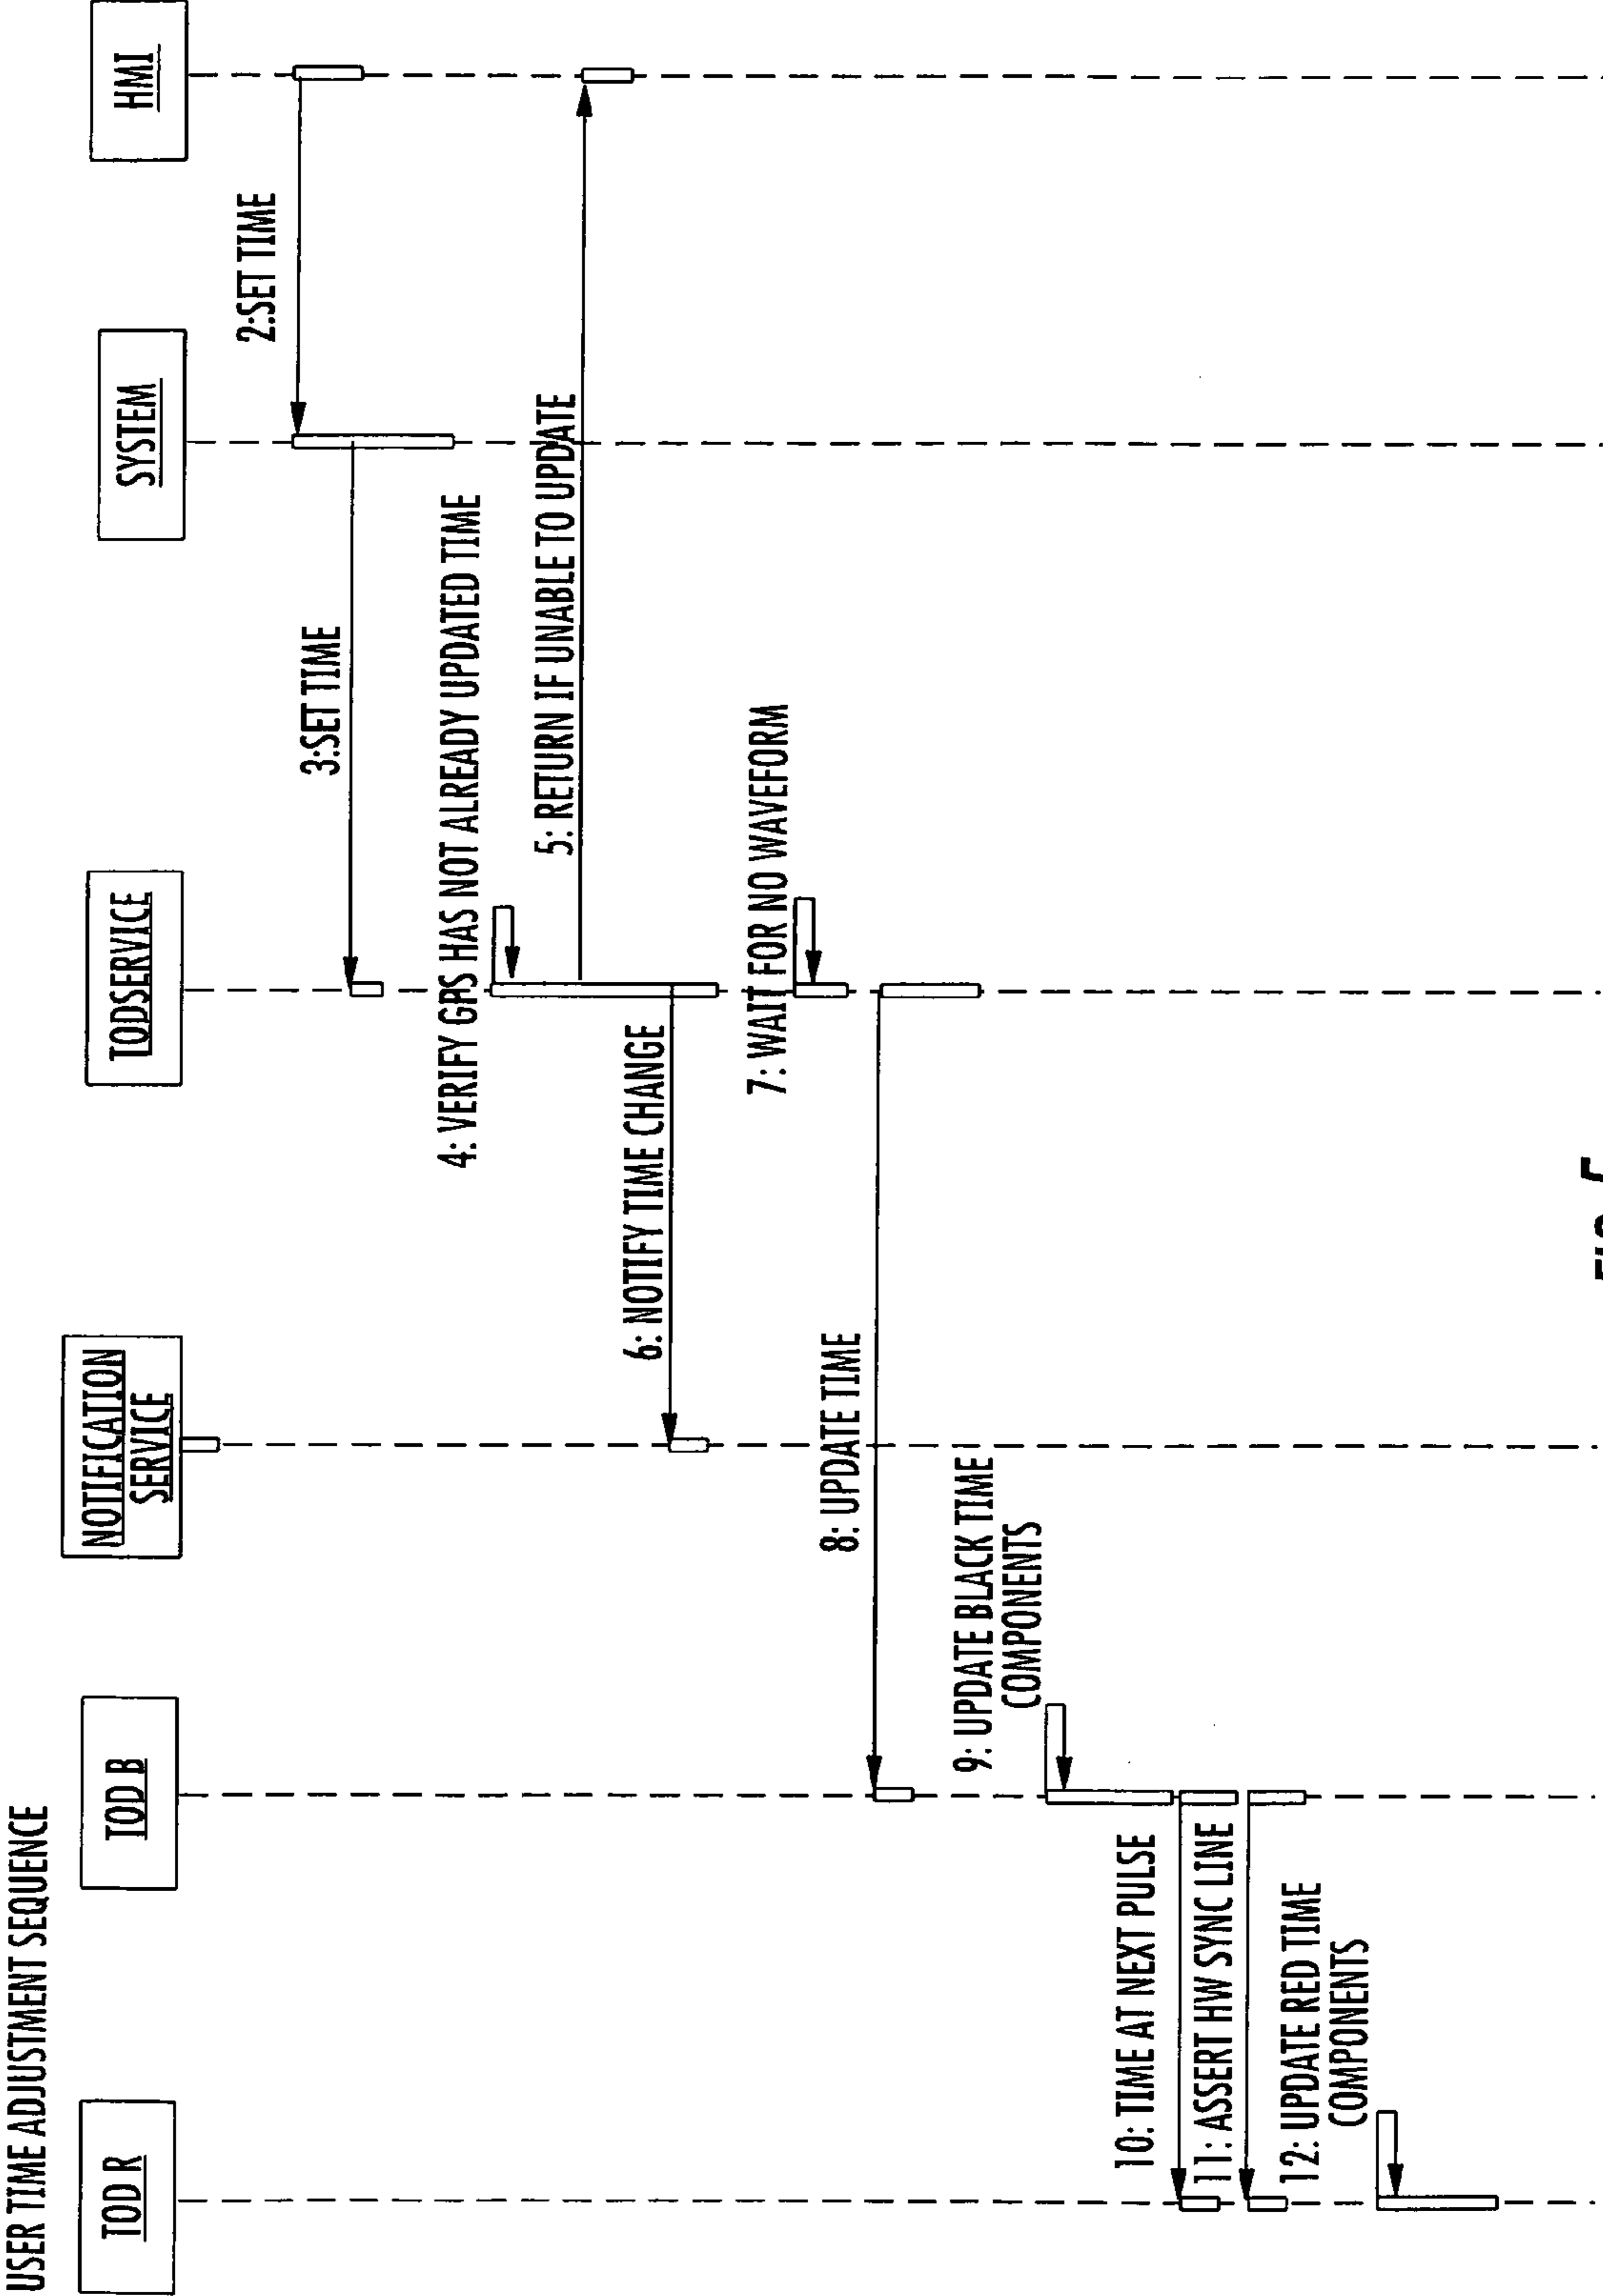 USER TIME ADJUSTMENT SEQUENCE
TOD R
TOD B
NOTIFICATION
SERVICE
TODSERVICE
SYSTEM
HMI
2:SET TIME
3:SET TIME
4: VERIFY GPS HAS NOT ALREADY UPDATED TIME
5: RETURN IF UNABLE TO UPDATE
6: NOTIFY TIME CHANGE
7: WAIT FOR NO WAVEFORM
8: UPDATE TIME
9: UPDATE BLACK TIME
COMPONENTS
10: TIME AT NEXT PULSE
11: ASSERT HW SYNC LINE
12: UPDATE RED TIME
COMPONENTS